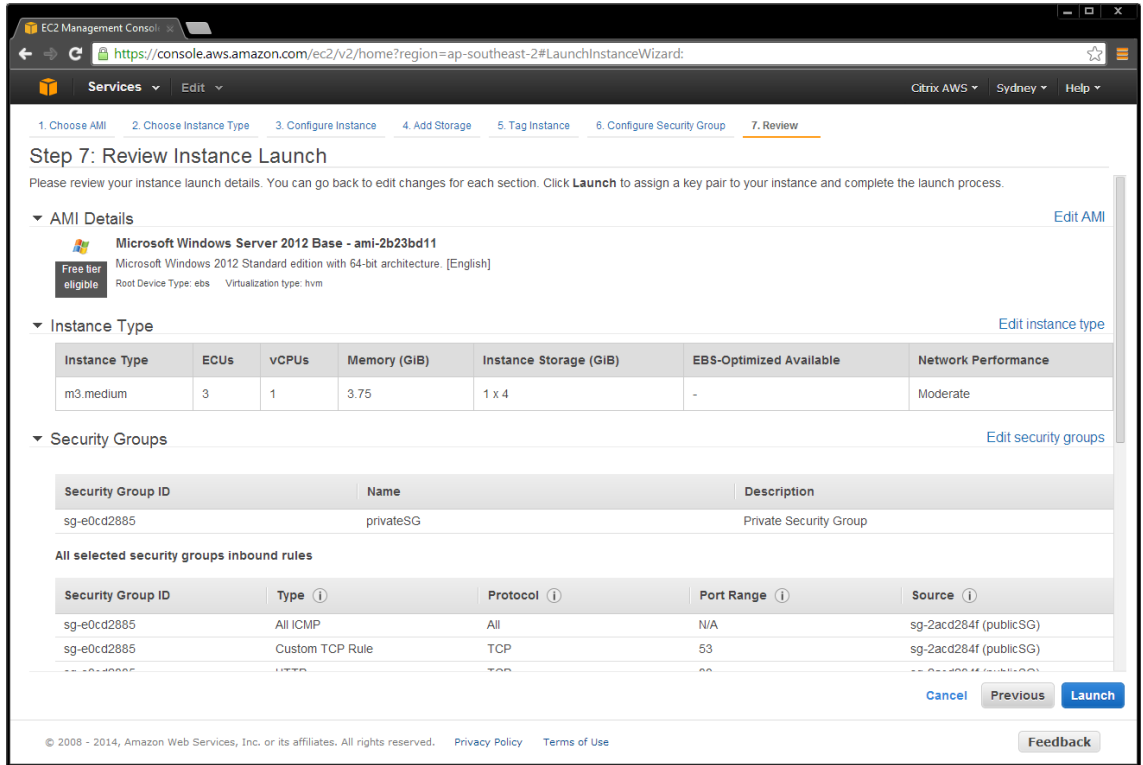 EC2 Management Consol
https://console.aws.amazon.com/ec2/v2/home?region=ap-southeast-2#LaunchInstanceWizard:
Services Edit Citrix AWS Sydney Help
1. Choose AMI 2. Choose Instance Type 3. Configure Instance 4. Add Storage 5. Tag Instance 6. Configure Security Group 7. Review
Step 7: Review Instance Launch
Please review your instance launch details. You can go back to edit changes for each section. Click Launch to assign a key pair to your instance and complete the launch process.
AMI Details Edit AMI
Microsoft Windows Server 2012 Base - ami-2b23bd11
Free tier eligible
Microsoft Windows 2012 Standard edition with 64-bit architecture. [English]
Root Device Type: ebs Virtualization type: hvm
Instance Type Edit instance type
Instance Type ECUs vCPUs Memory (GiB) Instance Storage (GiB) EBS-Optimized Available Network Performance
m3.medium 3 1 3.75 1 x 4 - Moderate
Security Groups Edit security groups
Security Group ID Name Description
sg-e0cd2885 privateSG Private Security Group
All selected security groups inbound rules
Security Group ID Type Protocol Port Range Source
sg-e0cd2885 All ICMP All N/A sg-2acd284f (publicSG)
sg-e0cd2885 Custom TCP Rule TCP 53 sg-2acd284f (publicSG)
Cancel Previous Launch
© 2008 - 2014, Amazon Web Services, Inc. or its affiliates. All rights reserved. Privacy Policy Terms of Use Feedback